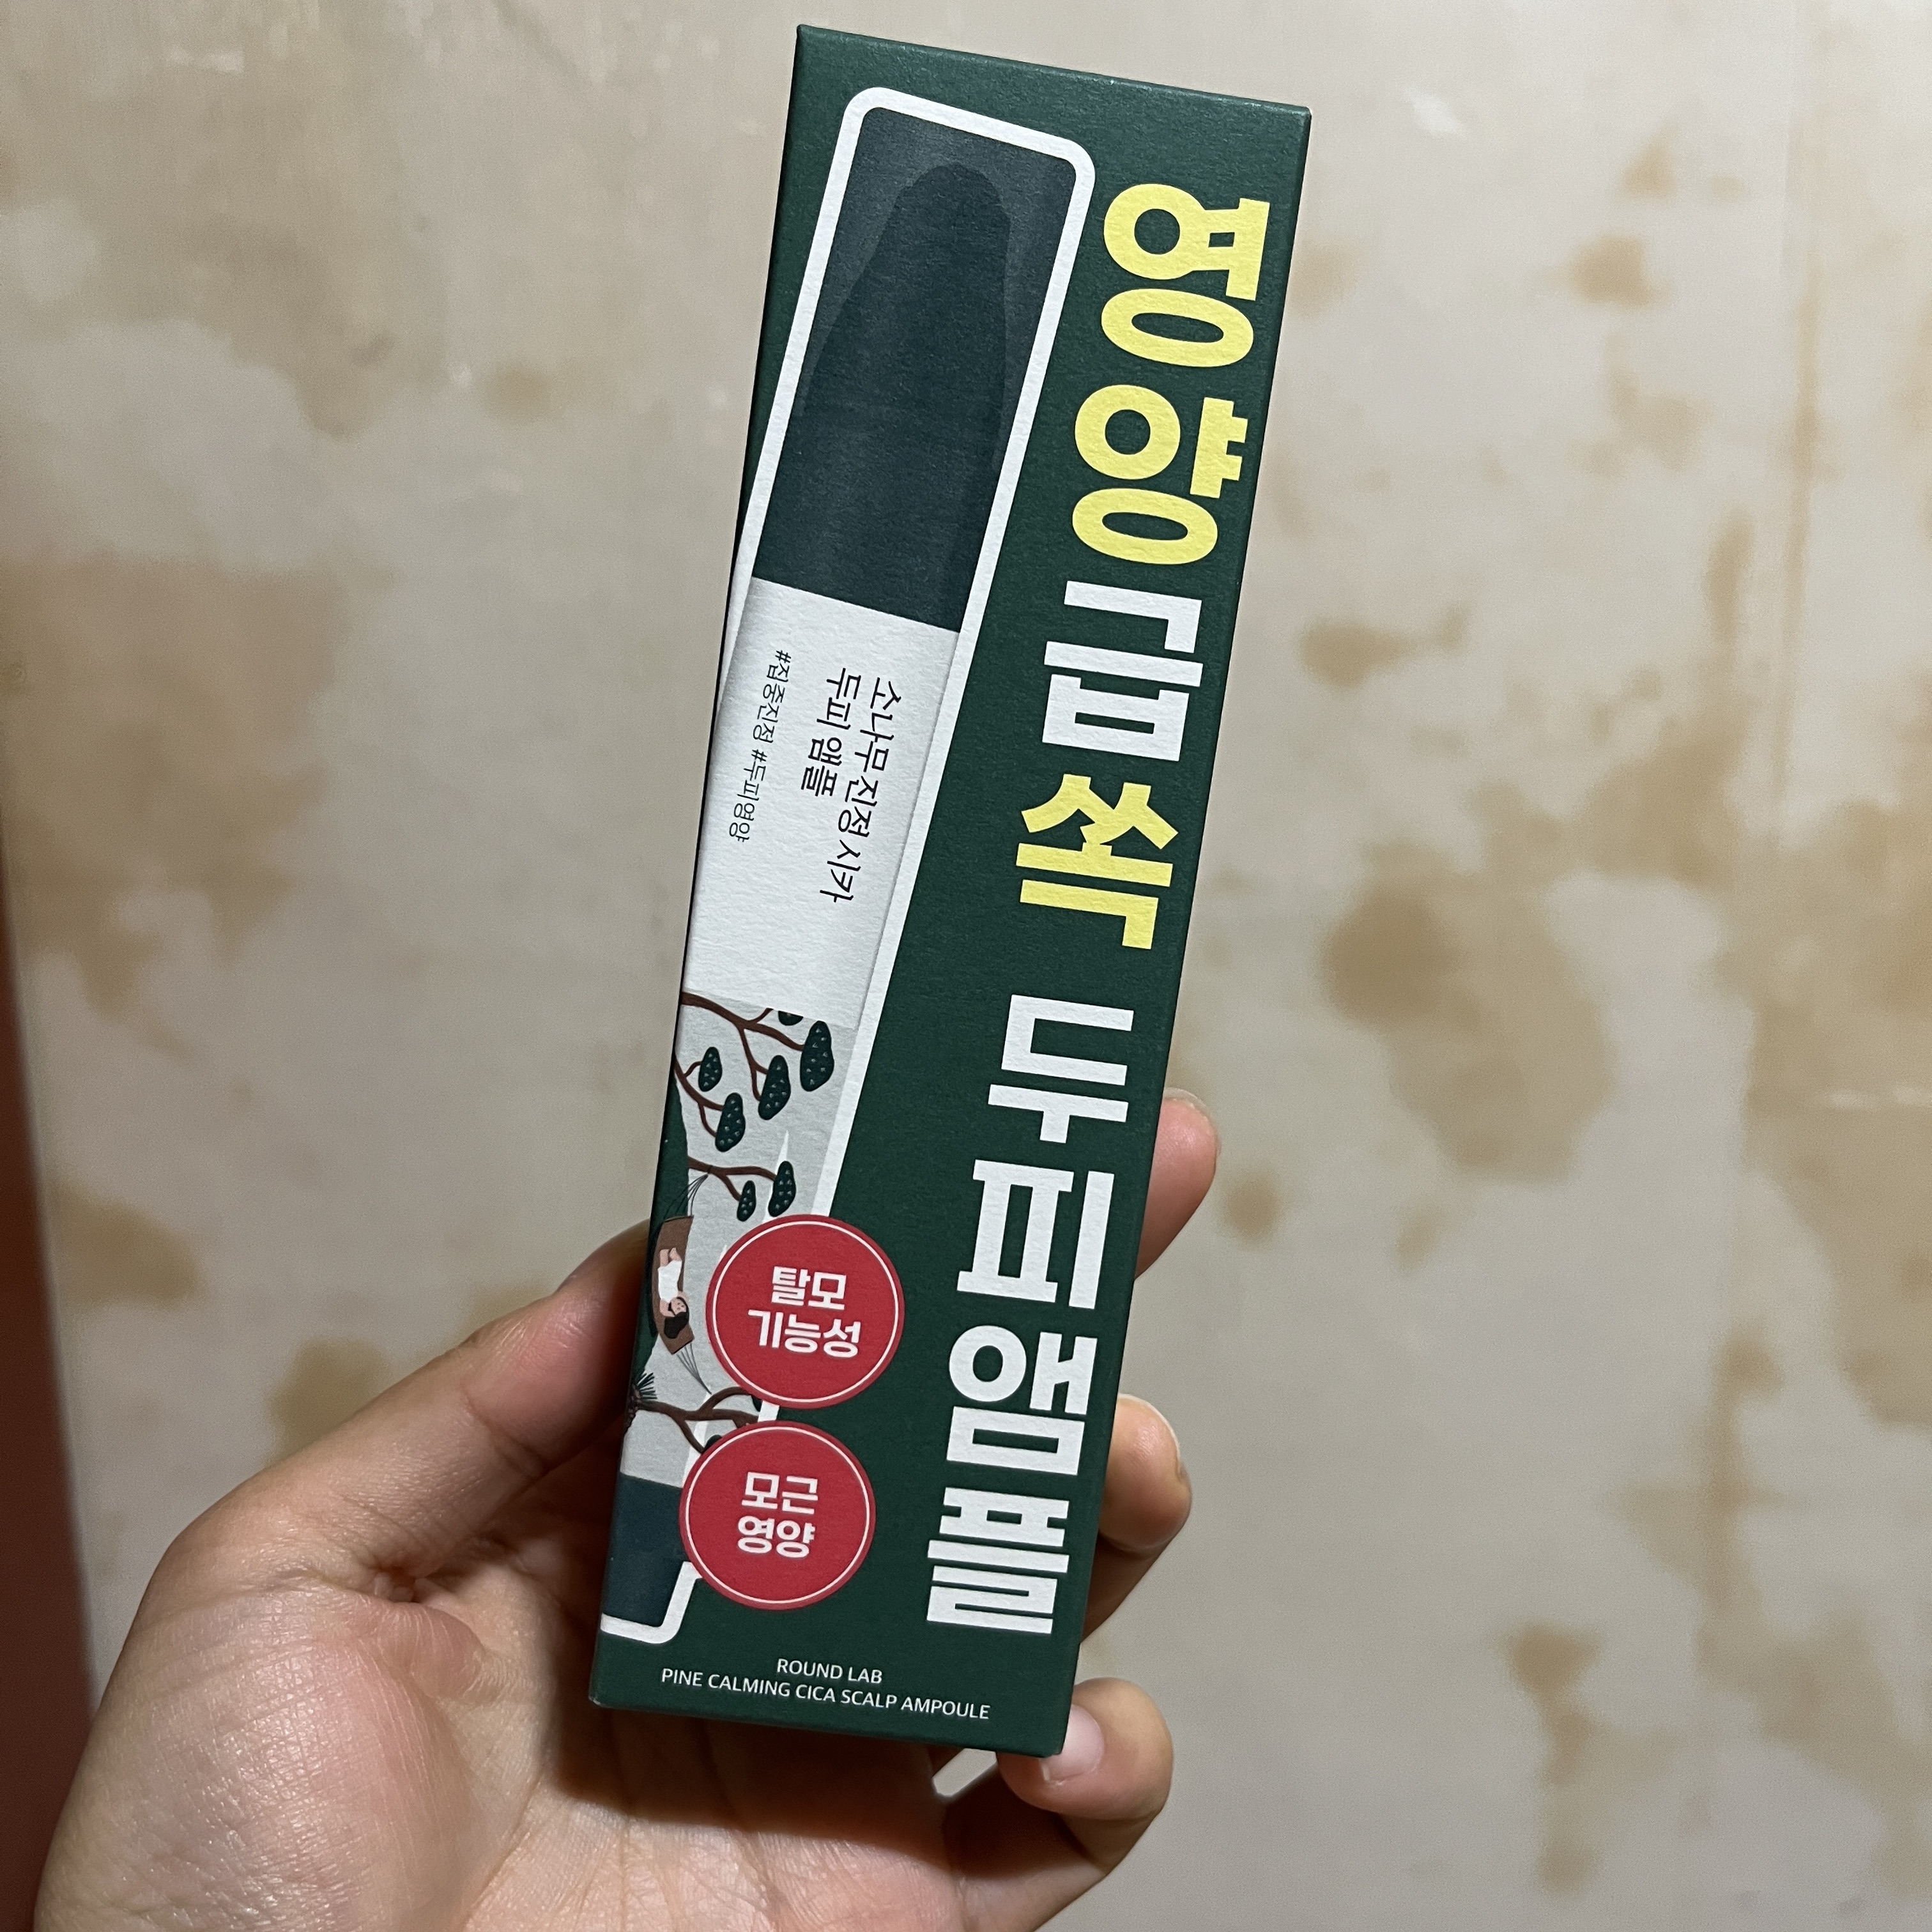 영양급쏙 두피앰플
소나무 진정 시카
두피 앰플
#집중진정 #두피영양
탈모
기능성
모근
영양
ROUND LAB
PINE CALMING CICA SCALP AMPOULE